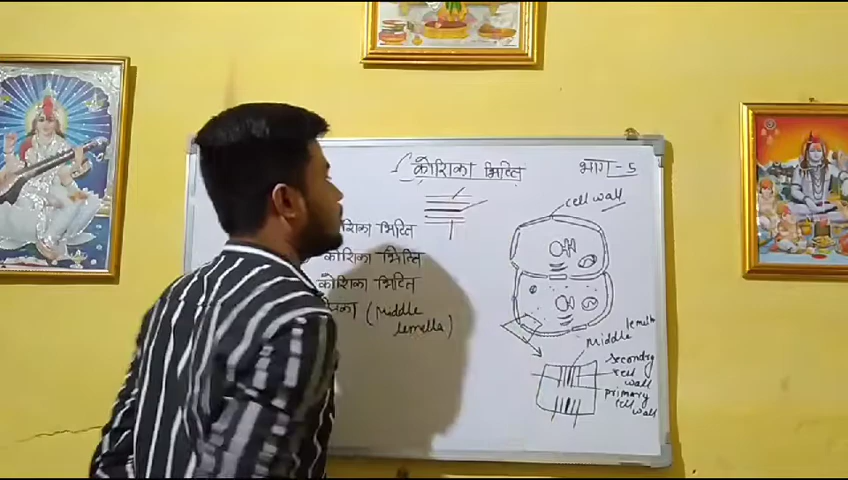 कोशिका भित्ति
भाग - 5
कोशिका भित्ति
कोशिका भित्ति
कोशिका भित्ति
(Middle
lemella)
cell wall
Middle lemella
secondry
cell
wall
primary
cell
wall